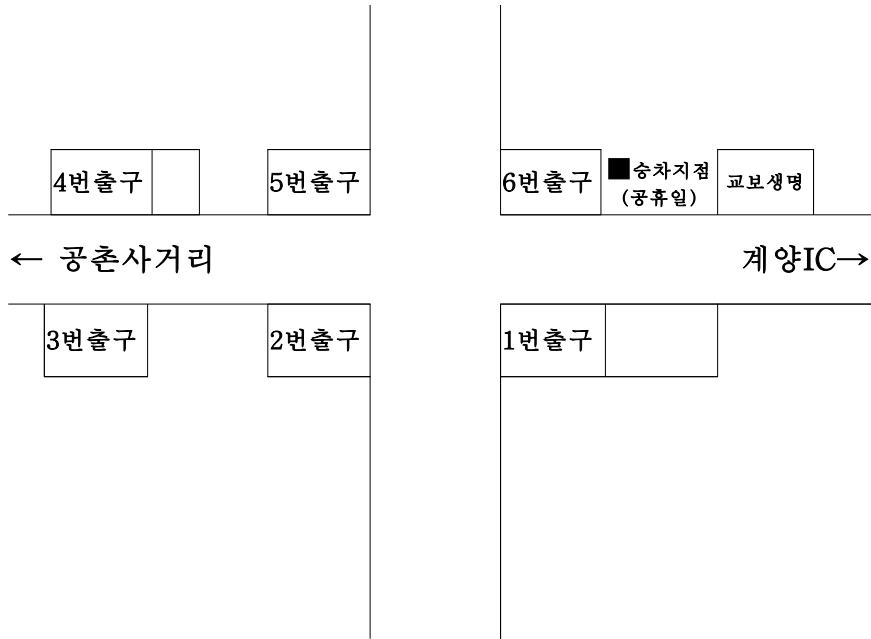 4번출구
5번출구
6번출구
■승차지점
(공휴일)
교보생명
← 공촌사거리
계양IC→
3번출구
2번출구
1번출구